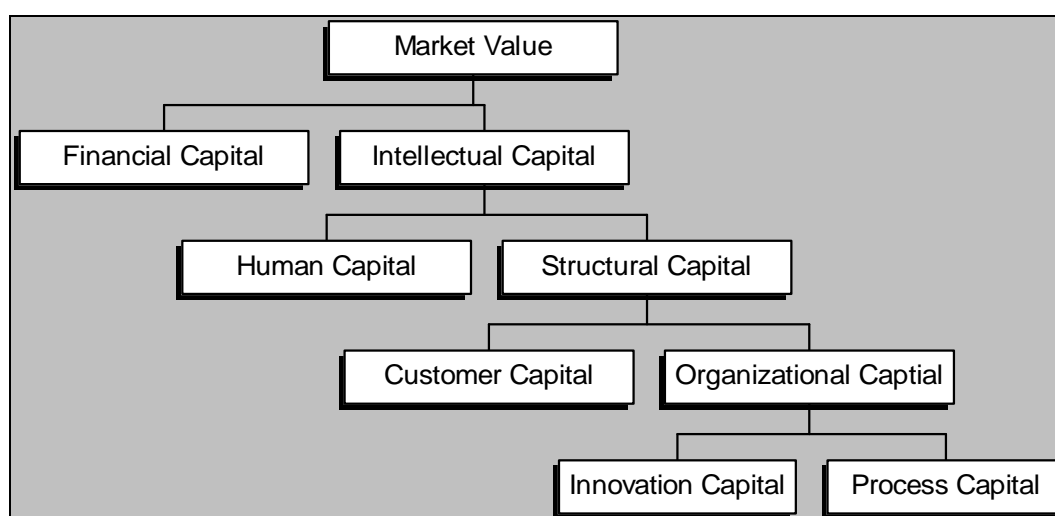 Market Value
Financial Capital
Intellectual Capital
Human Capital
Structural Capital
Customer Capital
Organizational Captial
Innovation Capital
Process Capital